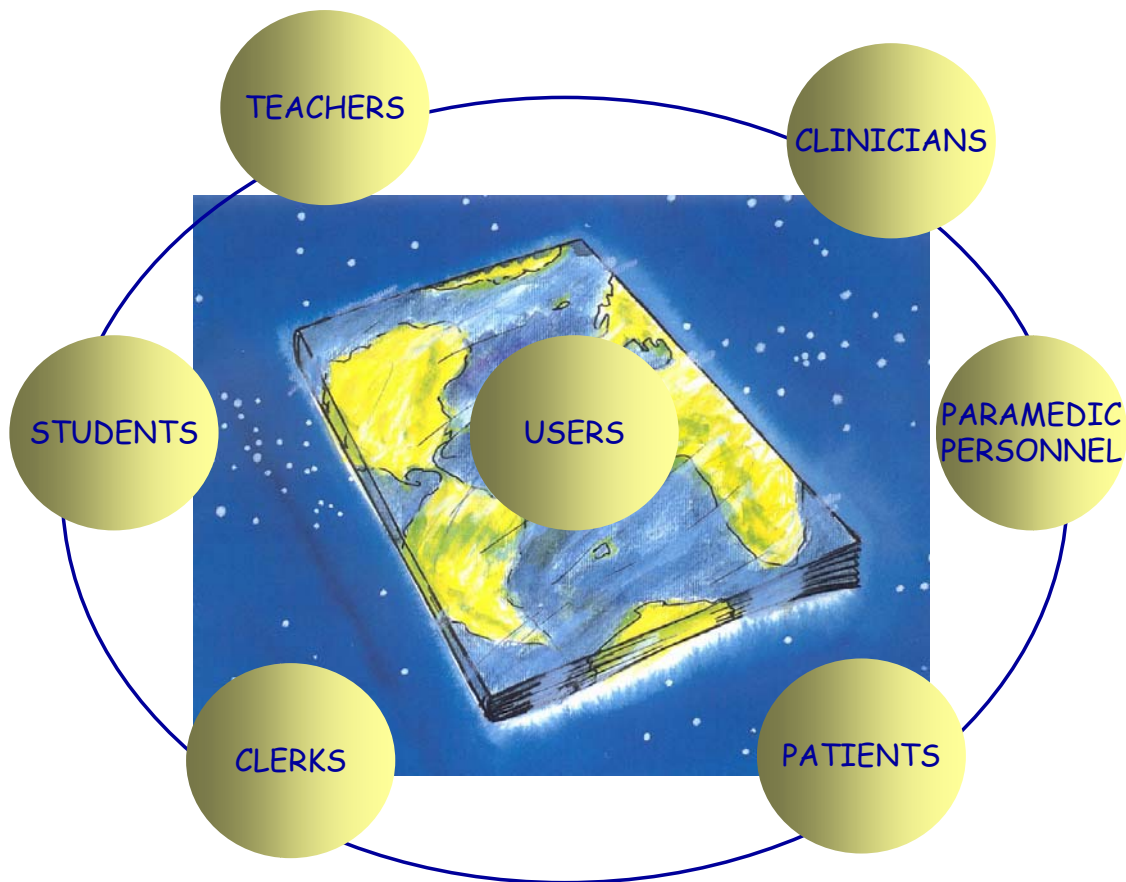 TEACHERS
CLINICIANS
STUDENTS
USERS
PARAMEDIC
PERSONNEL
CLERKS
PATIENTS